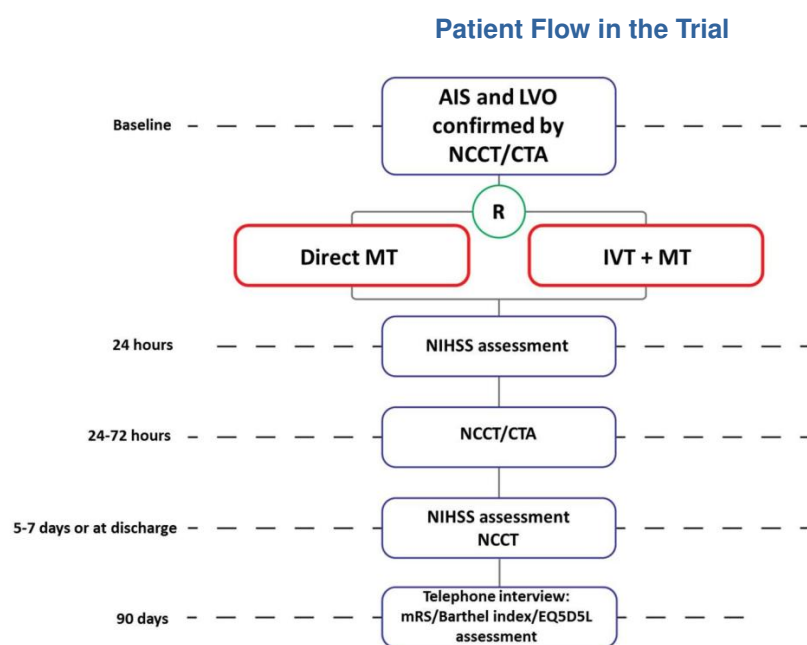 Patient Flow in the Trial
Baseline
AIS and LVO
confirmed by
NCCT/CTA
R
Direct MT
IVT + MT
24 hours
NIHSS assessment
24-72 hours
NCCT/CTA
5-7 days or at discharge
NIHSS assessment
NCCT
90 days
Telephone interview:
mRS/Barthel index/EQ5D5L
assessment